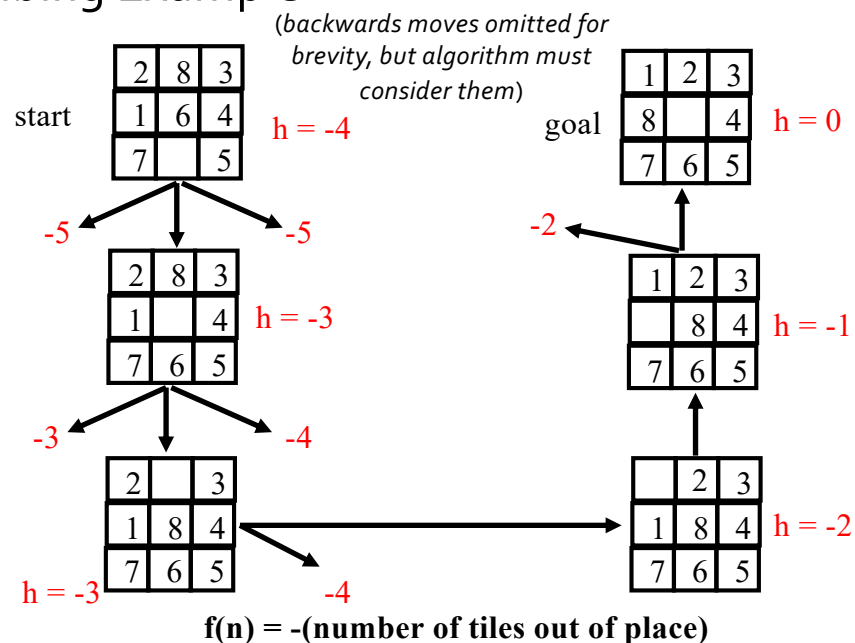 (backwards moves omitted for
brevity, but algorithm must
consider them)
start
2 8 3
1 6 4
7 5
h = -4
-5
-5
2 8 3
1 4
7 6 5
h = -3
-3
-4
2 3
1 8 4
7 6 5
h = -3
-4
goal
1 2 3
8 4
7 6 5
h = 0
-2
1 2 3
8 4
7 6 5
h = -1
2 3
1 8 4
7 6 5
h = -2
f(n) = -(number of tiles out of place)